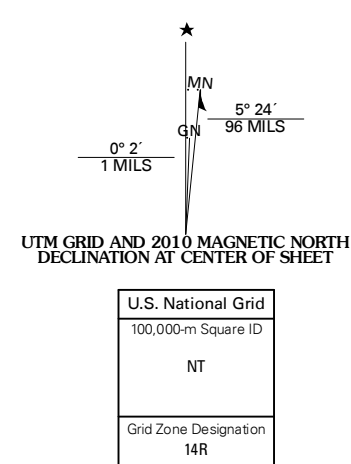 ★
MN
5° 24´
96 MILS
GN
0° 2´
1 MILS
UTM GRID AND 2010 MAGNETIC NORTH
DECLINATION AT CENTER OF SHEET
U.S. National Grid
100,000-m Square ID
NT
Grid Zone Designation
14R